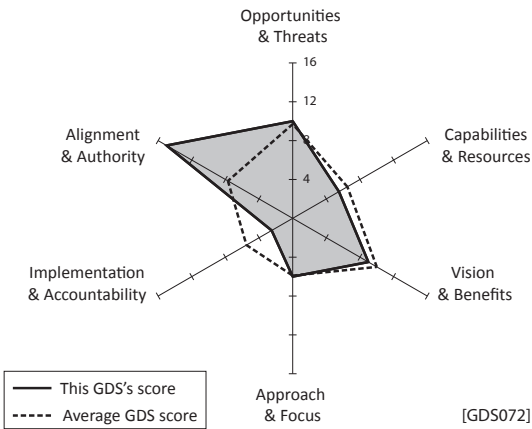 Opportunities
& Threats
16
12
8
4
Alignment
& Authority
Capabilities
& Resources
Implementation
& Accountability
Vision
& Benefits
This GDS's score
Average GDS score
Approach
& Focus
[GDS072]